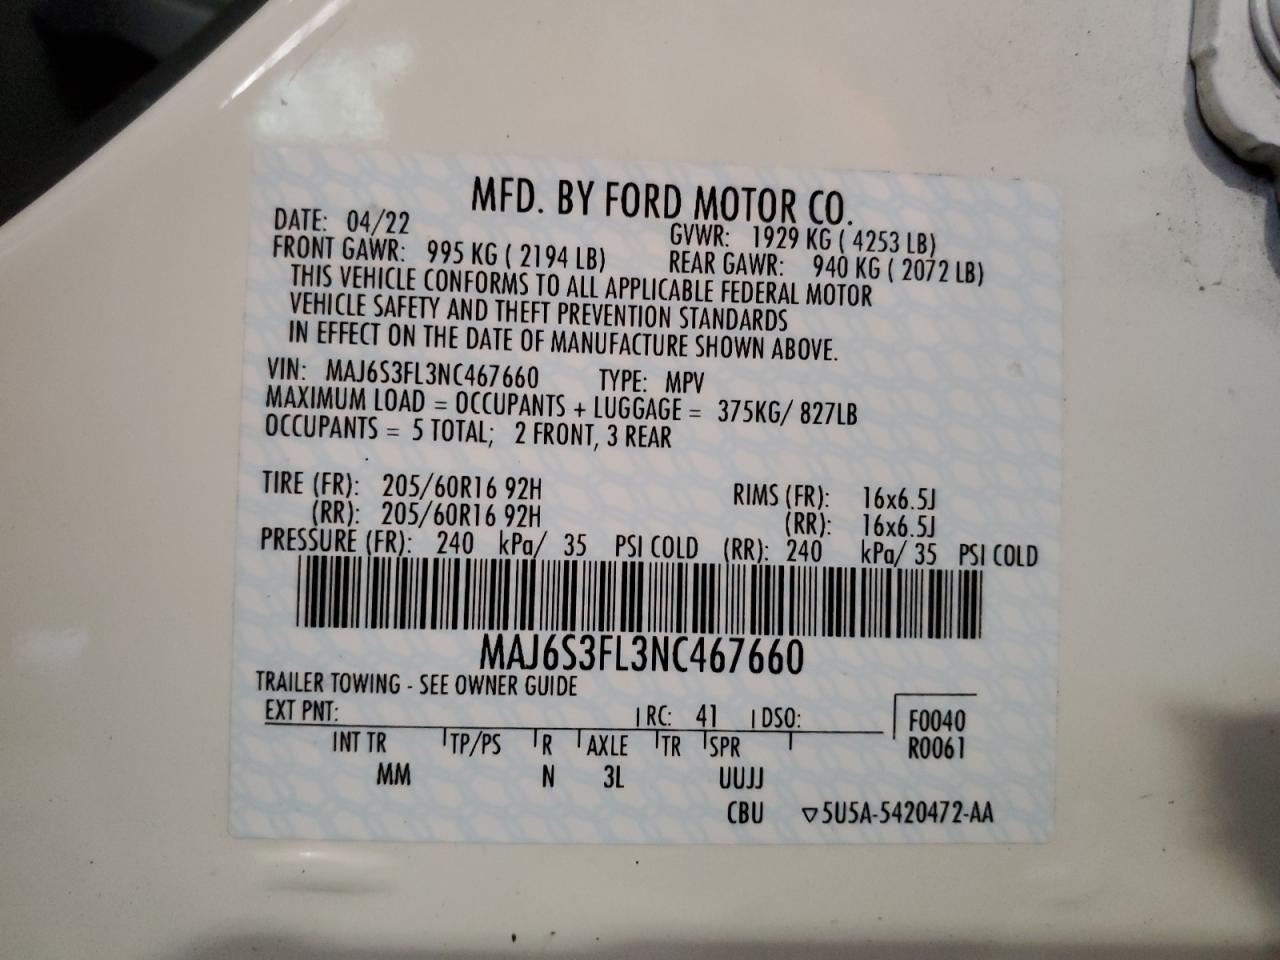 MFD. BY FORD MOTOR CO.
DATE: 04/22 GVWR: 1929 KG ( 4253 LB)
FRONT GAWR: 995 KG ( 2194 LB) REAR GAWR: 940 KG ( 2072 LB)
THIS VEHICLE CONFORMS TO ALL APPLICABLE FEDERAL MOTOR
VEHICLE SAFETY AND THEFT PREVENTION STANDARDS
IN EFFECT ON THE DATE OF MANUFACTURE SHOWN ABOVE.
VIN: MAJ6S3FL3NC467660 TYPE: MPV
MAXIMUM LOAD = OCCUPANTS + LUGGAGE = 375KG/ 827LB
OCCUPANTS = 5 TOTAL; 2 FRONT, 3 REAR
TIRE (FR): 205/60R16 92H RIMS (FR): 16x6.5J
(RR): 205/60R16 92H (RR): 16x6.5J
PRESSURE (FR): 240 kPa/ 35 PSI COLD (RR): 240 kPa/ 35 PSI COLD
MAJ6S3FL3NC467660
TRAILER TOWING - SEE OWNER GUIDE
EXT PNT: RC: 41 DSO: F0040
INT TR TP/PS R AXLE TR SPR R0061
MM N 3L UUJJ
CBU ▽5U5A-5420472-AA